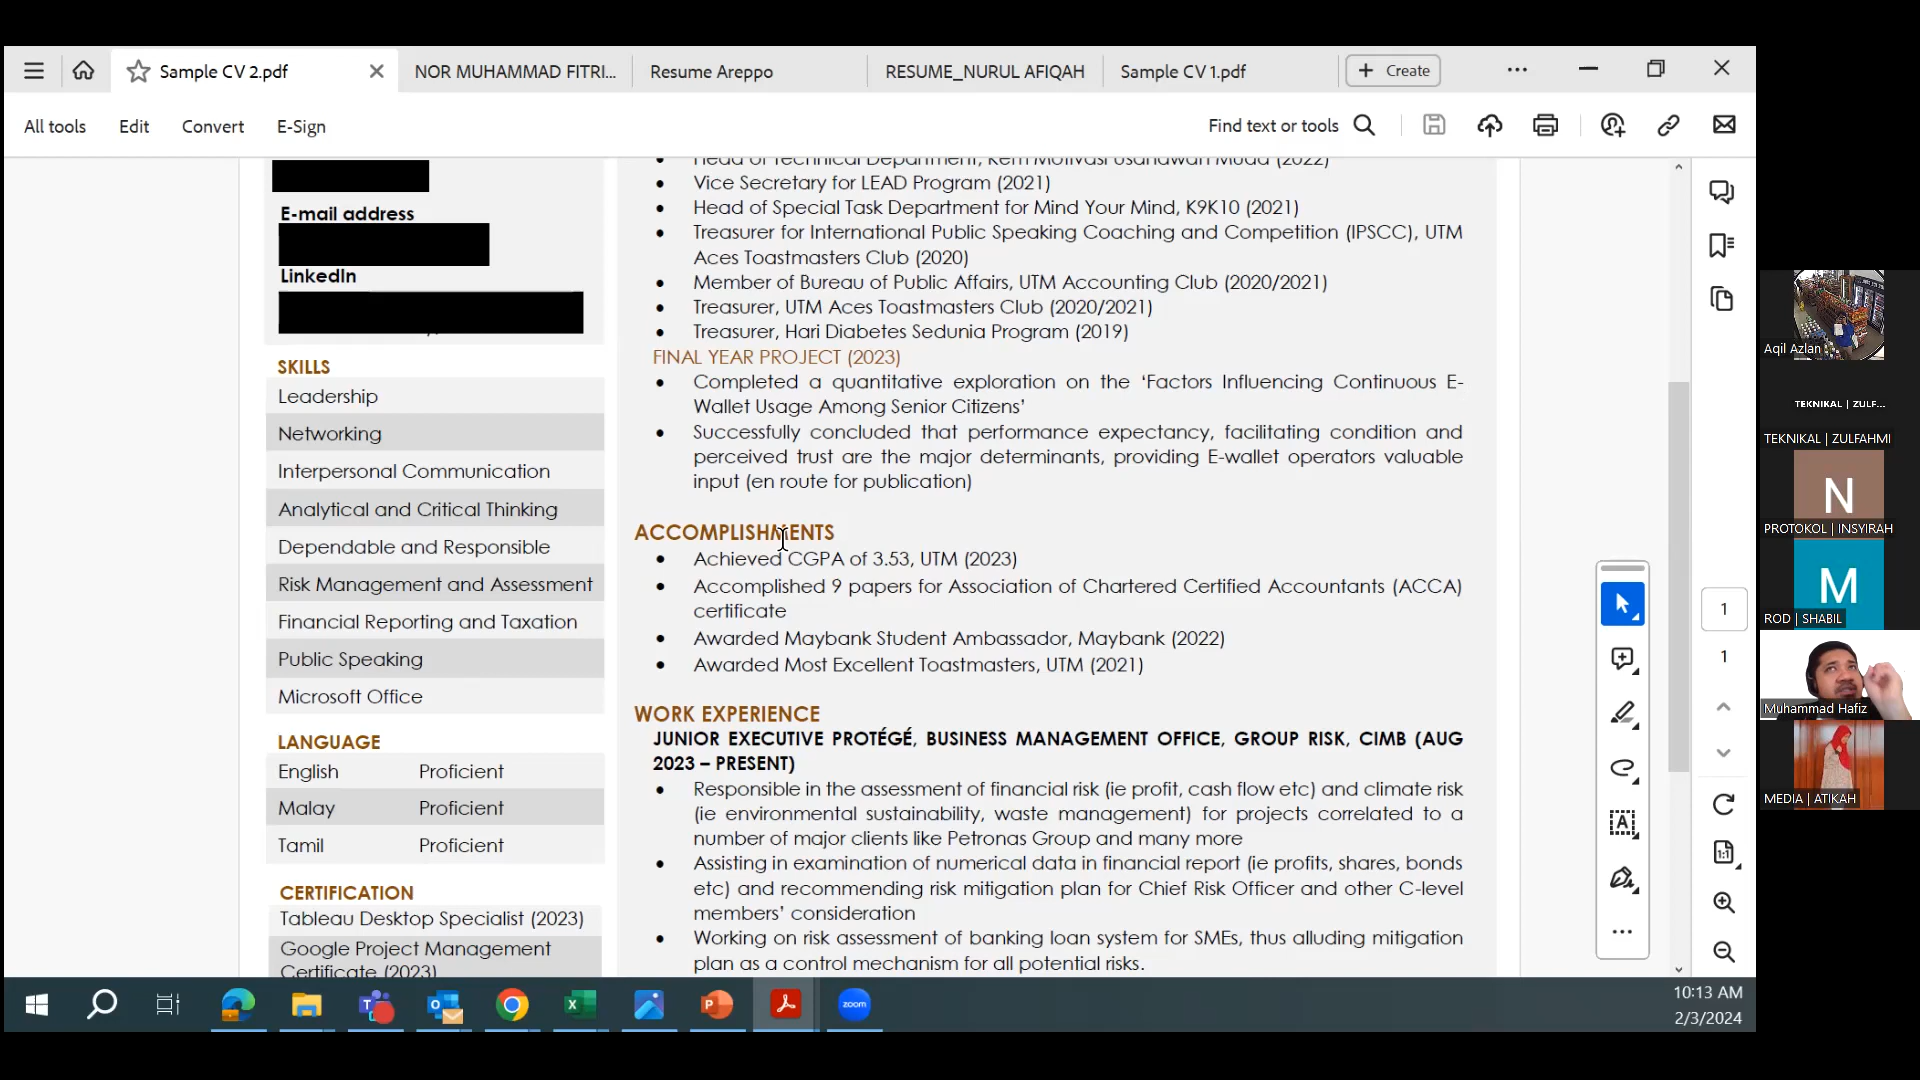 Sample CV 2.pdf
NOR MUHAMMAD FITRI...
Resume Areppo
RESUME_NURUL AFIQAH
Sample CV 1.pdf
Create
All tools
Edit
Convert
E-Sign
Find text or tools
E-mail address
LinkedIn
SKILLS
Leadership
Networking
Interpersonal Communication
Analytical and Critical Thinking
Dependable and Responsible
Risk Management and Assessment
Financial Reporting and Taxation
Public Speaking
Microsoft Office
LANGUAGE
English Proficient
Malay Proficient
Tamil Proficient
CERTIFICATION
Tableau Desktop Specialist (2023)
Google Project Management
Certificate (2023)
• Head of Technical Department, Kem Motivasi Usahawan Muda (2022)
• Vice Secretary for LEAD Program (2021)
• Head of Special Task Department for Mind Your Mind, K9K10 (2021)
• Treasurer for International Public Speaking Coaching and Competition (IPSCC), UTM
Aces Toastmasters Club (2020)
• Member of Bureau of Public Affairs, UTM Accounting Club (2020/2021)
• Treasurer, UTM Aces Toastmasters Club (2020/2021)
• Treasurer, Hari Diabetes Sedunia Program (2019)
FINAL YEAR PROJECT (2023)
• Completed a quantitative exploration on the ‘Factors Influencing Continuous E-
Wallet Usage Among Senior Citizens’
• Successfully concluded that performance expectancy, facilitating condition and
perceived trust are the major determinants, providing E-wallet operators valuable
input (en route for publication)
ACCOMPLISHMENTS
• Achieved CGPA of 3.53, UTM (2023)
• Accomplished 9 papers for Association of Chartered Certified Accountants (ACCA)
certificate
• Awarded Maybank Student Ambassador, Maybank (2022)
• Awarded Most Excellent Toastmasters, UTM (2021)
WORK EXPERIENCE
JUNIOR EXECUTIVE PROTÉGÉ, BUSINESS MANAGEMENT OFFICE, GROUP RISK, CIMB (AUG
2023 – PRESENT)
• Responsible in the assessment of financial risk (ie profit, cash flow etc) and climate risk
(ie environmental sustainability, waste management) for projects correlated to a
number of major clients like Petronas Group and many more
• Assisting in examination of numerical data in financial report (ie profits, shares, bonds
etc) and recommending risk mitigation plan for Chief Risk Officer and other C-level
members’ consideration
• Working on risk assessment of banking loan system for SMEs, thus alluding mitigation
plan as a control mechanism for all potential risks.
1
1
1:1
zoom
10:13 AM
2/3/2024
Aqil Azlan
TEKNIKAL | ZULF...
TEKNIKAL | ZULFAHMI
N
PROTOKOL | INSYIRAH
M
ROD | SHABIL
Muhammad Hafiz
MEDIA | ATIKAH